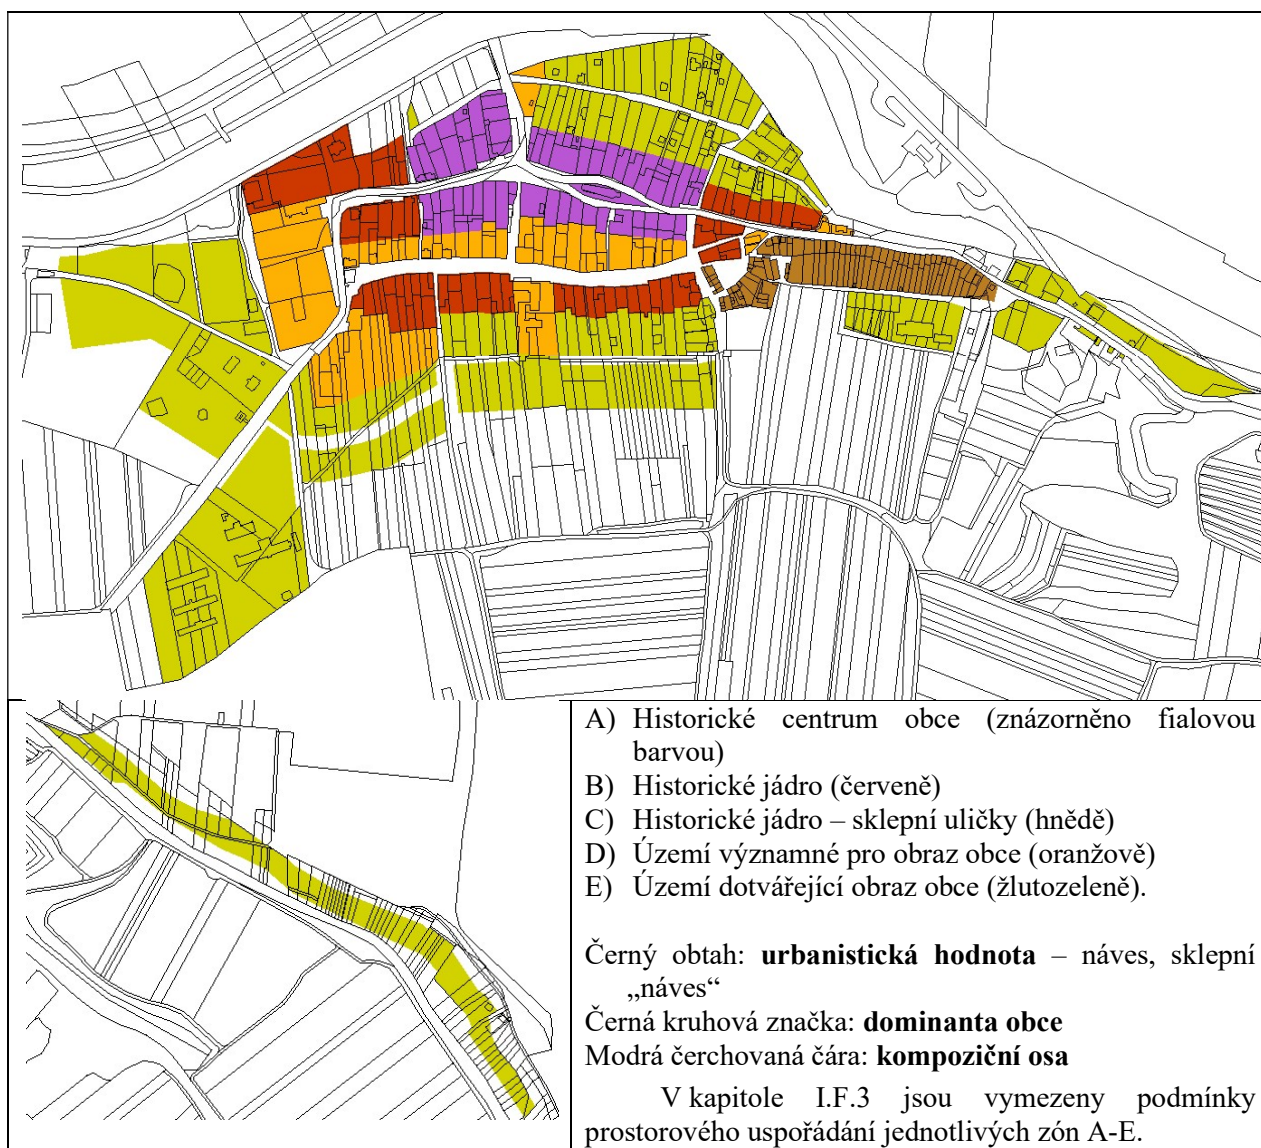 A) Historické centrum obce (znázorněno fialovou
barvou)
B) Historické jádro (červeně)
C) Historické jádro – sklepní uličky (hnědě)
D) Území významné pro obraz obce (oranžově)
E) Území dotvářející obraz obce (žlutozeleně).
Černý obtah: urbanistická hodnota – náves, sklepní
„náves“
Černá kruhová značka: dominanta obce
Modrá čerchovaná čára: kompoziční osa
V kapitole I.F.3 jsou vymezeny podmínky
prostorového uspořádání jednotlivých zón A-E.